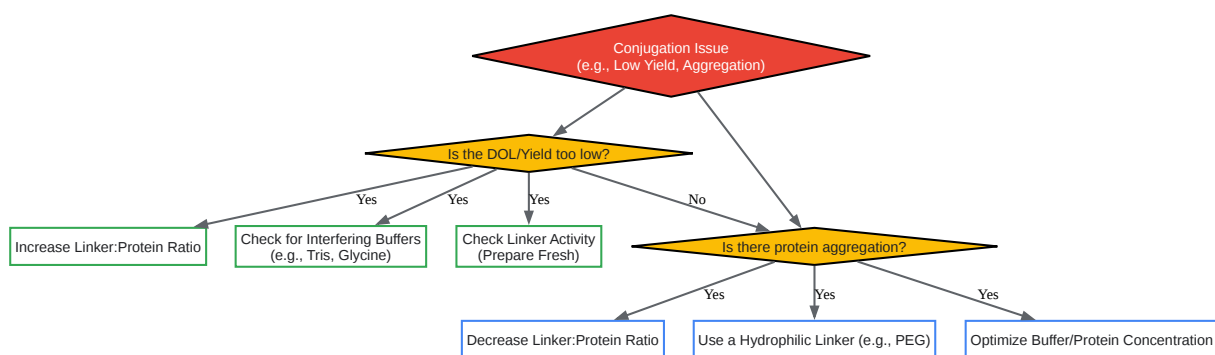 Conjugation Issue
(e.g., Low Yield, Aggregation)
Is the DOL/Yield too low?
Yes
Yes
Yes
No
Increase Linker:Protein Ratio
Check for Interfering Buffers
(e.g., Tris, Glycine)
Check Linker Activity
(Prepare Fresh)
Is there protein aggregation?
Yes
Yes
Yes
Decrease Linker:Protein Ratio
Use a Hydrophilic Linker (e.g., PEG)
Optimize Buffer/Protein Concentration